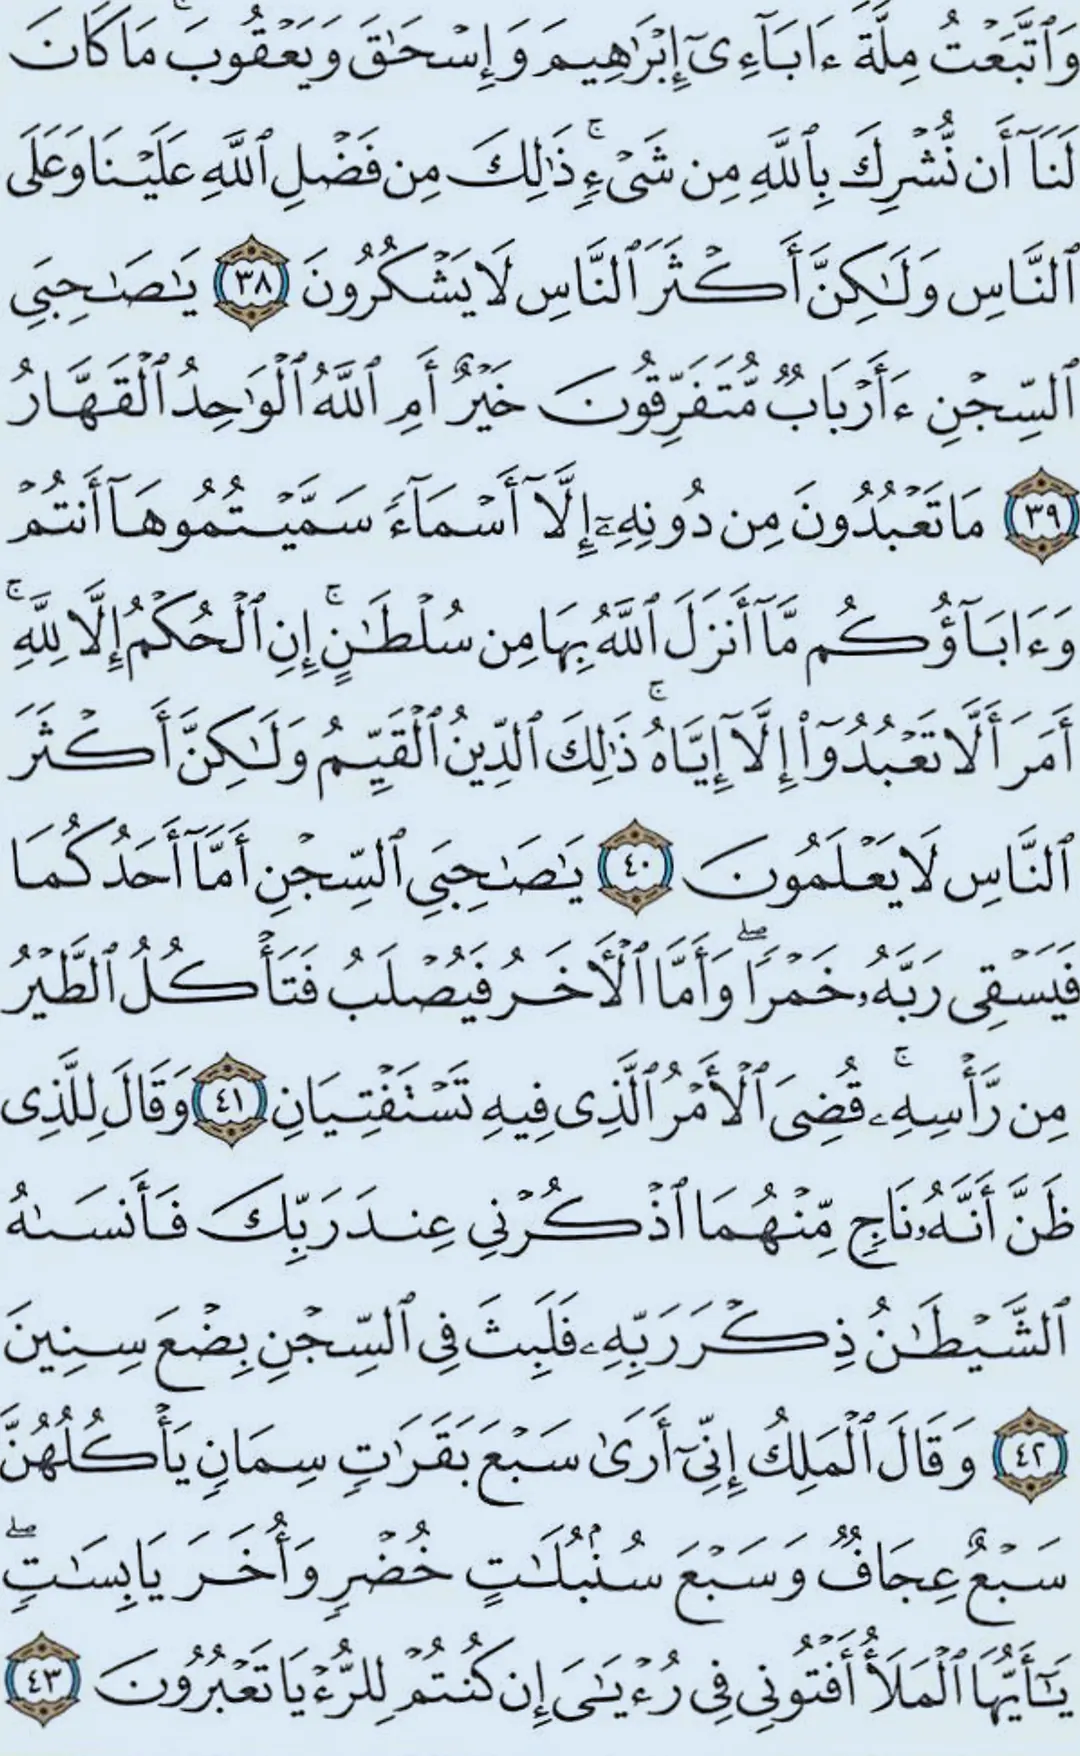 وَٱتَّبَعْتُ مِلَّةَ ءَابَآءِىٓ إِبْرَٰهِيمَ وَإِسْحَٰقَ وَيَعْقُوبَ ۚ مَا كَانَ
لَنَآ أَن نُّشْرِكَ بِٱللَّهِ مِن شَىْءٍ ۚ ذَٰلِكَ مِن فَضْلِ ٱللَّهِ عَلَيْنَا وَعَلَى
ٱلنَّاسِ وَلَٰكِنَّ أَكْثَرَ ٱلنَّاسِ لَا يَشْكُرُونَ ٣٨ يَٰصَٰحِبَىِ
ٱلسِّجْنِ ءَأَرْبَابٌ مُّتَفَرِّقُونَ خَيْرٌ أَمِ ٱللَّهُ ٱلْوَٰحِدُ ٱلْقَهَّارُ
٣٩ مَا تَعْبُدُونَ مِن دُونِهِۦٓ إِلَّآ أَسْمَآءً سَمَّيْتُمُوهَآ أَنتُمْ
وَءَابَآؤُكُم مَّآ أَنزَلَ ٱللَّهُ بِهَا مِن سُلْطَٰنٍ ۚ إِنِ ٱلْحُكْمُ إِلَّا لِلَّهِ ۚ
أَمَرَ أَلَّا تَعْبُدُوٓا۟ إِلَّآ إِيَّاهُ ۚ ذَٰلِكَ ٱلدِّينُ ٱلْقَيِّمُ وَلَٰكِنَّ أَكْثَرَ
ٱلنَّاسِ لَا يَعْلَمُونَ ٤٠ يَٰصَٰحِبَىِ ٱلسِّجْنِ أَمَّآ أَحَدُكُمَا
فَيَسْقِى رَبَّهُۥ خَمْرًا ۖ وَأَمَّا ٱلْأَخَرُ فَيُصْلَبُ فَتَأْكُلُ ٱلطَّيْرُ
مِن رَّأْسِهِۦ ۚ قُضِىَ ٱلْأَمْرُ ٱلَّذِى فِيهِ تَسْتَفْتِيَانِ ٤١ وَقَالَ لِلَّذِى
ظَنَّ أَنَّهُۥ نَاجٍ مِّنْهُمَا ٱذْكُرْنِى عِندَ رَبِّكَ فَأَنسَىٰهُ
ٱلشَّيْطَٰنُ ذِكْرَ رَبِّهِۦ فَلَبِثَ فِى ٱلسِّجْنِ بِضْعَ سِنِينَ
٤٢ وَقَالَ ٱلْمَلِكُ إِنِّىٓ أَرَىٰ سَبْعَ بَقَرَٰتٍ سِمَانٍ يَأْكُلُهُنَّ
سَبْعٌ عِجَافٌ وَسَبْعَ سُنۢبُلَٰتٍ خُضْرٍ وَأُخَرَ يَابِسَٰتٍ ۖ
يَٰٓأَيُّهَا ٱلْمَلَأُ أَفْتُونِى فِى رُءْيَٰىَ إِن كُنتُمْ لِلرُّءْيَا تَعْبُرُونَ ٤٣